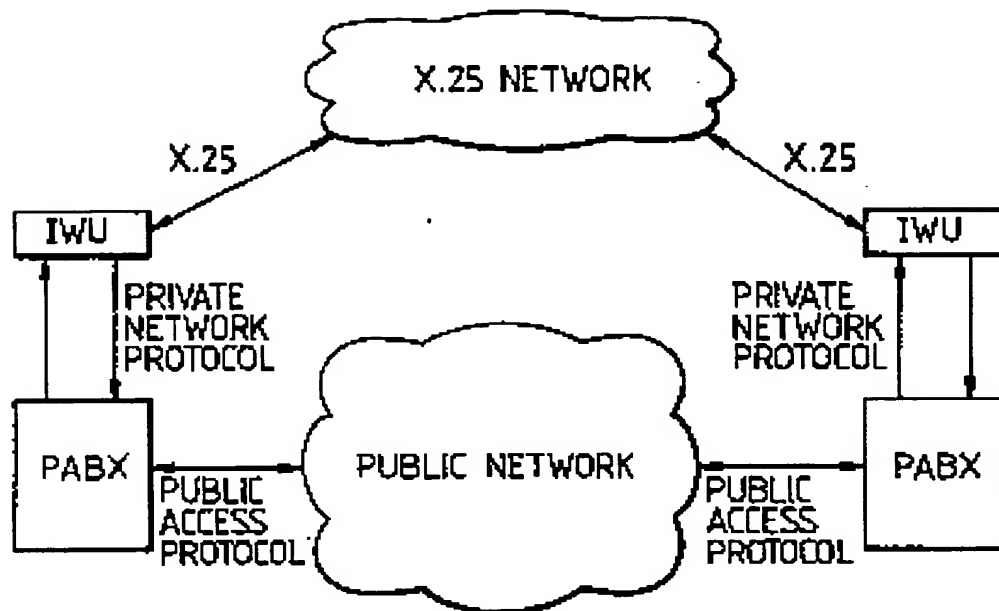 X.25 NETWORK
X.25
X.25
IWU
IWU
PRIVATE
NETWORK
PROTOCOL
PRIVATE
NETWORK
PROTOCOL
PABX
PUBLIC NETWORK
PABX
PUBLIC
ACCESS
PROTOCOL
PUBLIC
ACCESS
PROTOCOL